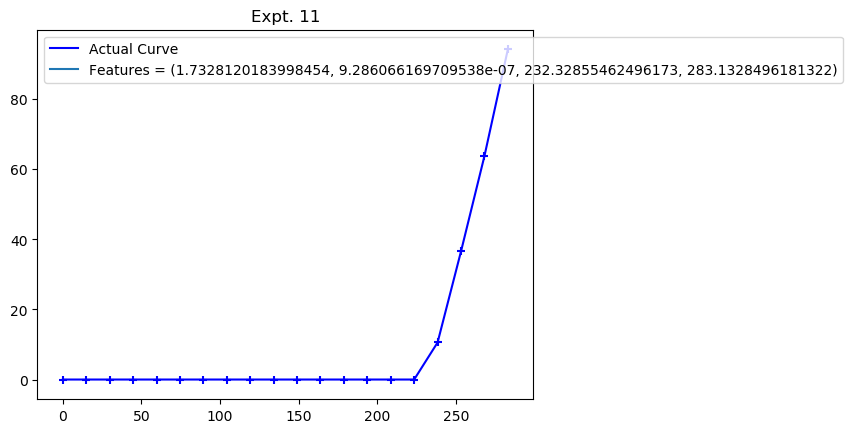 Expt. 11
Actual Curve
Features = (1.7328120183998454, 9.286066169709538e-07, 232.32855462496173, 283.1328496181322)
80
60
40
20
0
0 50 100 150 200 250